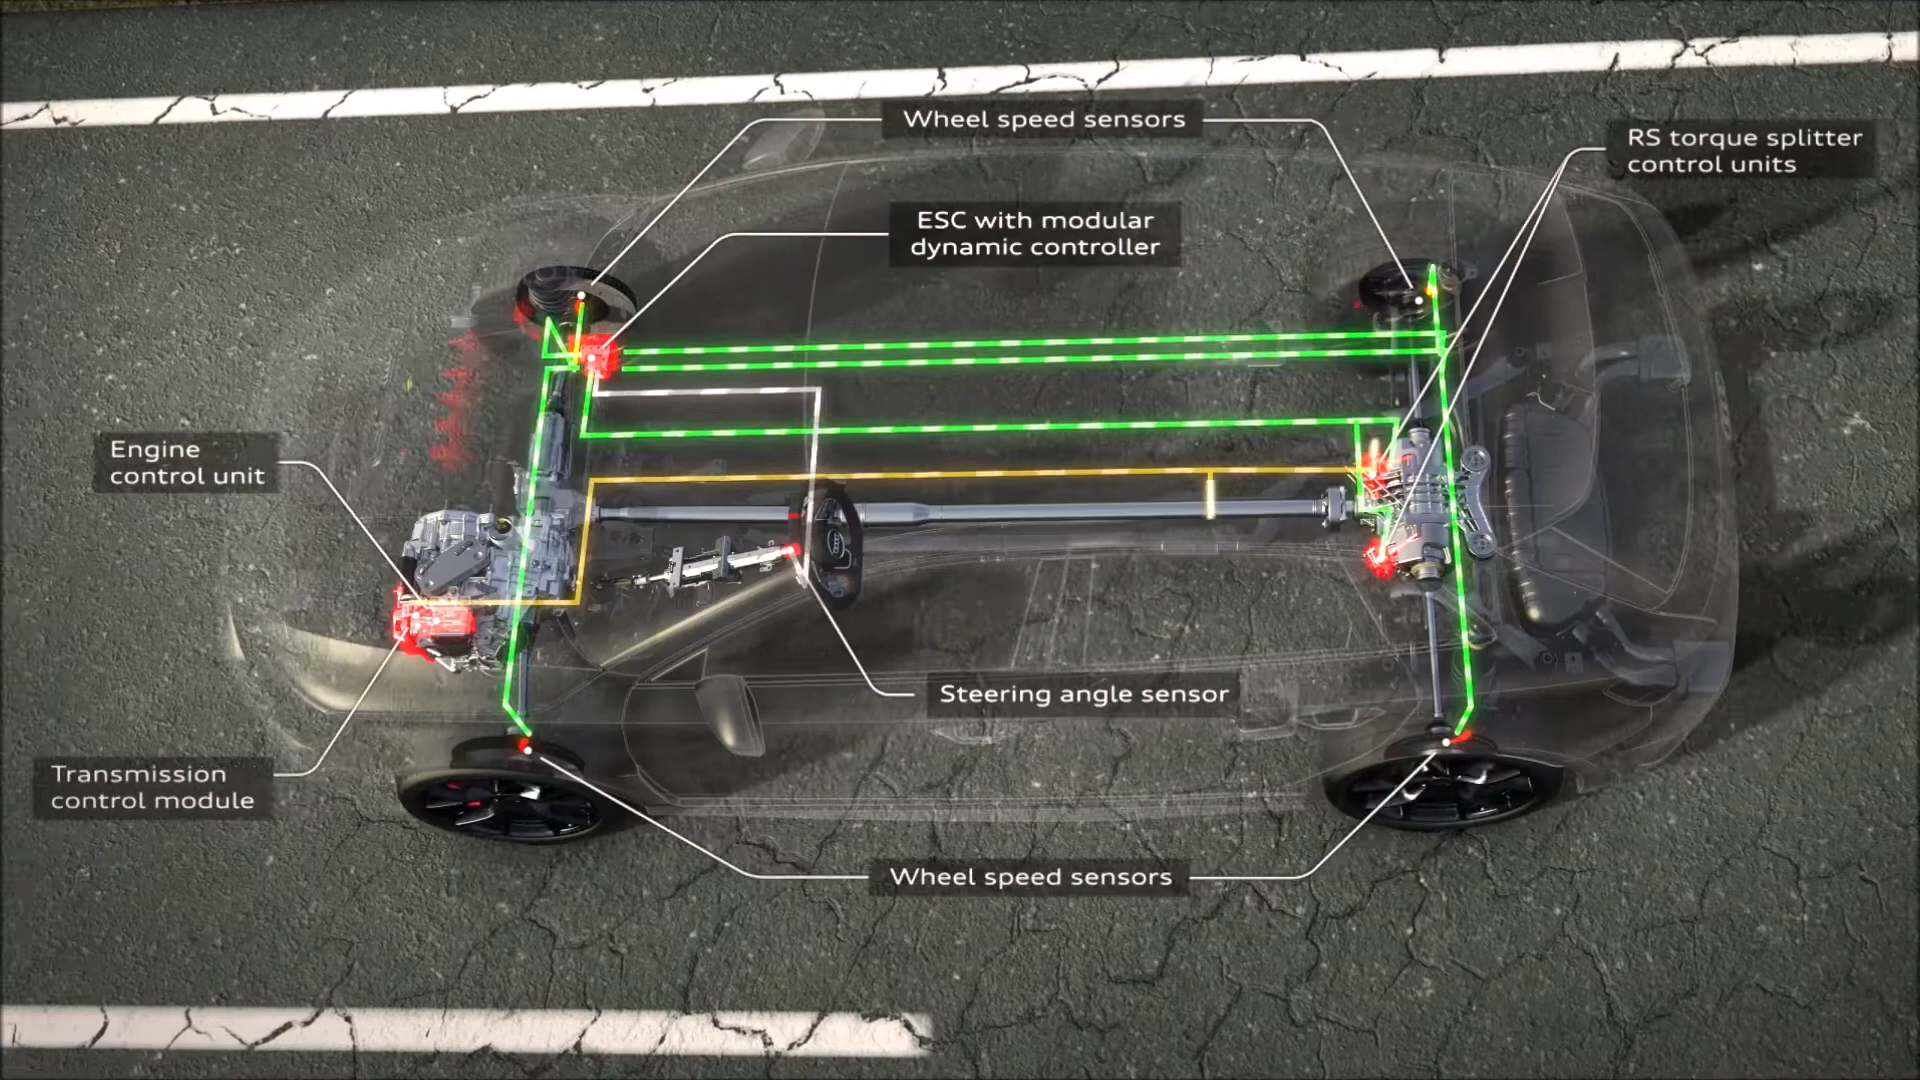 Wheel speed sensors
RS torque splitter
control units
ESC with modular
dynamic controller
Engine
control unit
Steering angle sensor
Transmission
control module
Wheel speed sensors